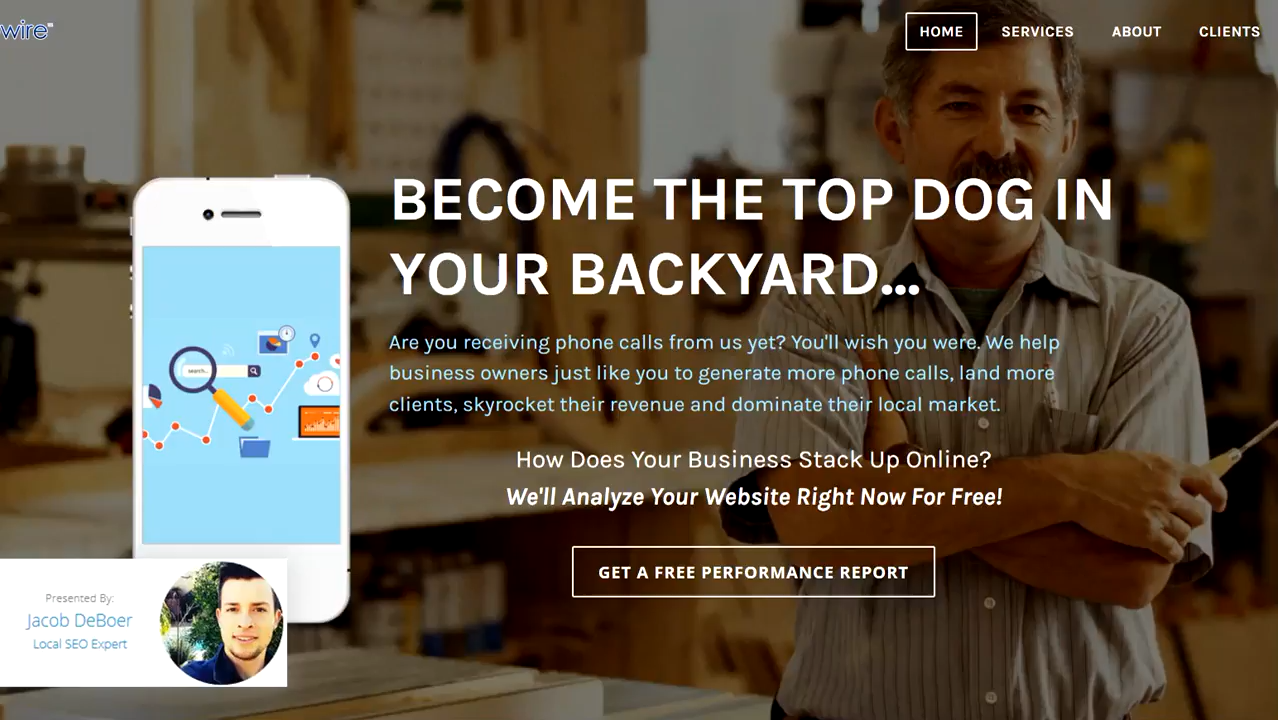 wire
HOME
SERVICES
ABOUT
CLIENTS
BECOME THE TOP DOG IN
YOUR BACKYARD...
Are you receiving phone calls from us yet? You'll wish you were. We help
business owners just like you to generate more phone calls, land more
clients, skyrocket their revenue and dominate their local market.
search...
How Does Your Business Stack Up Online?
We'll Analyze Your Website Right Now For Free!
GET A FREE PERFORMANCE REPORT
Presented By:
Jacob DeBoer
Local SEO Expert